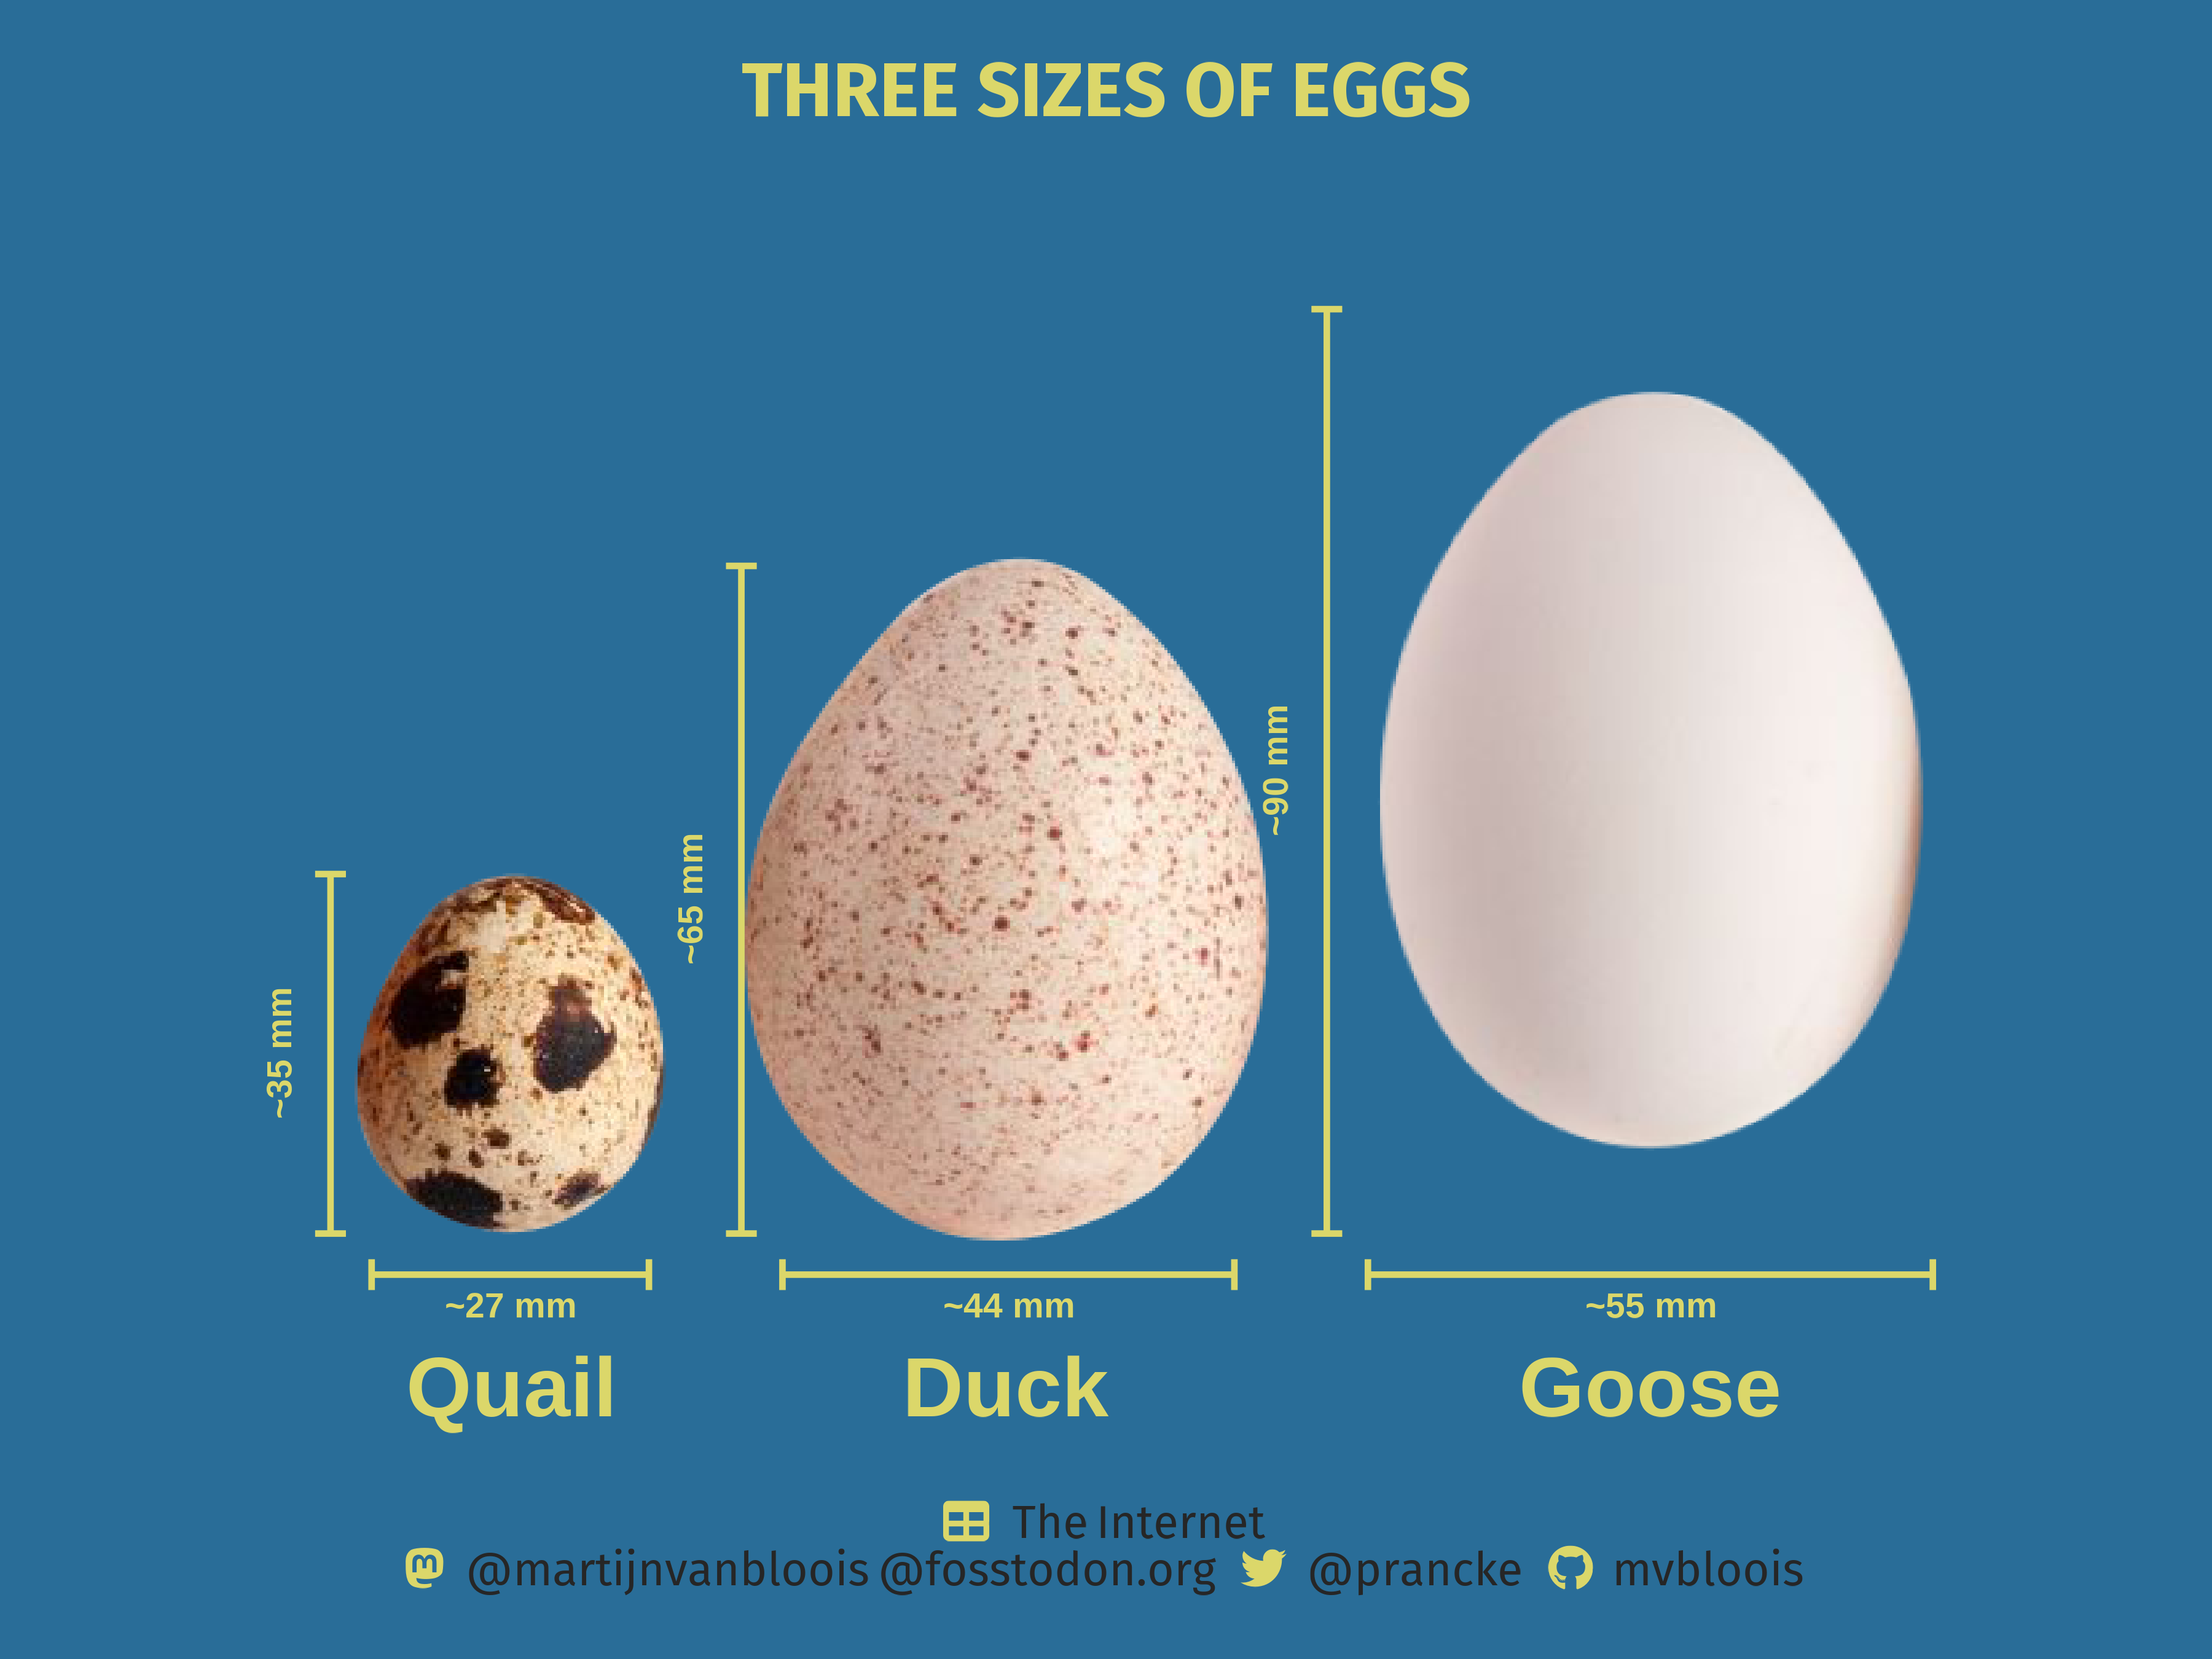 THREE SIZES OF EGGS
~35 mm
~65 mm
~90 mm
~27 mm
~44 mm
~55 mm
Quail
Duck
Goose
The Internet
@martijnvanbloois @fosstodon.org @prancke mvbloois